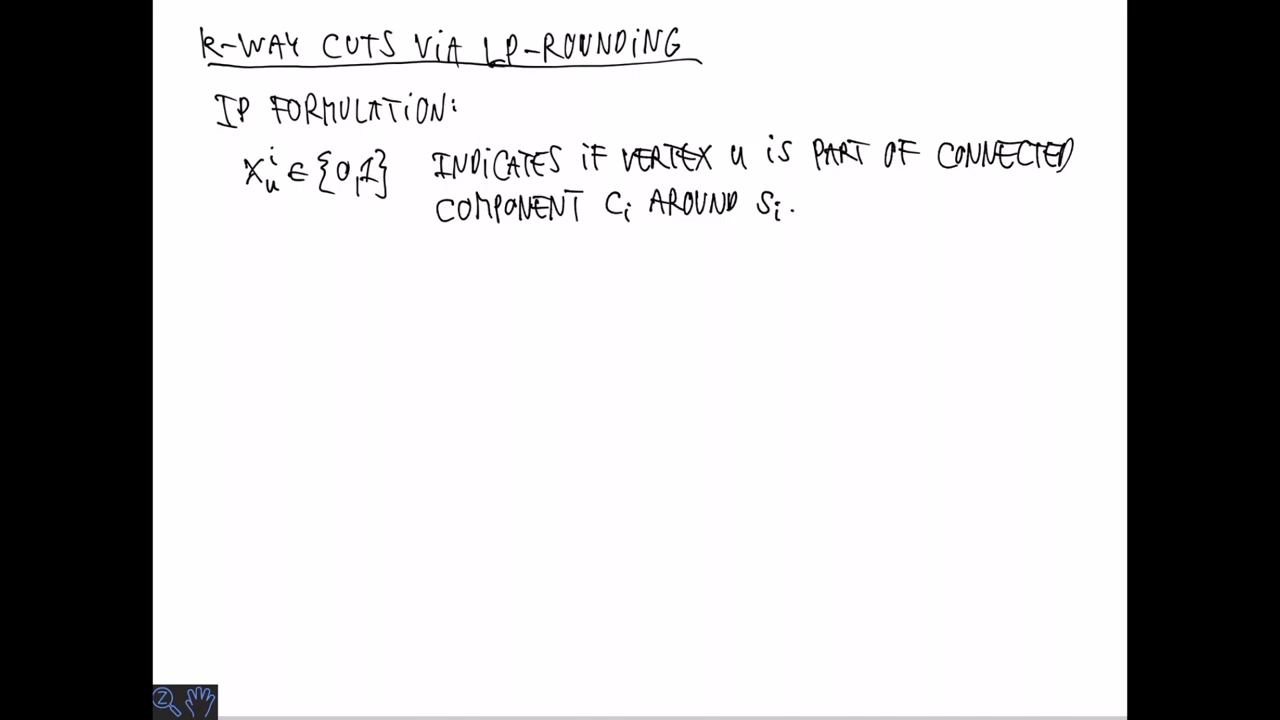 k-WAY CUTS ViA LP-ROUNDiNG
IP FORMULATiON:
x_u^i ∈ {0,1} INDiCATES iF VERTEX u iS PART OF CONNECTED
COMPONENT C_i AROUND s_i.